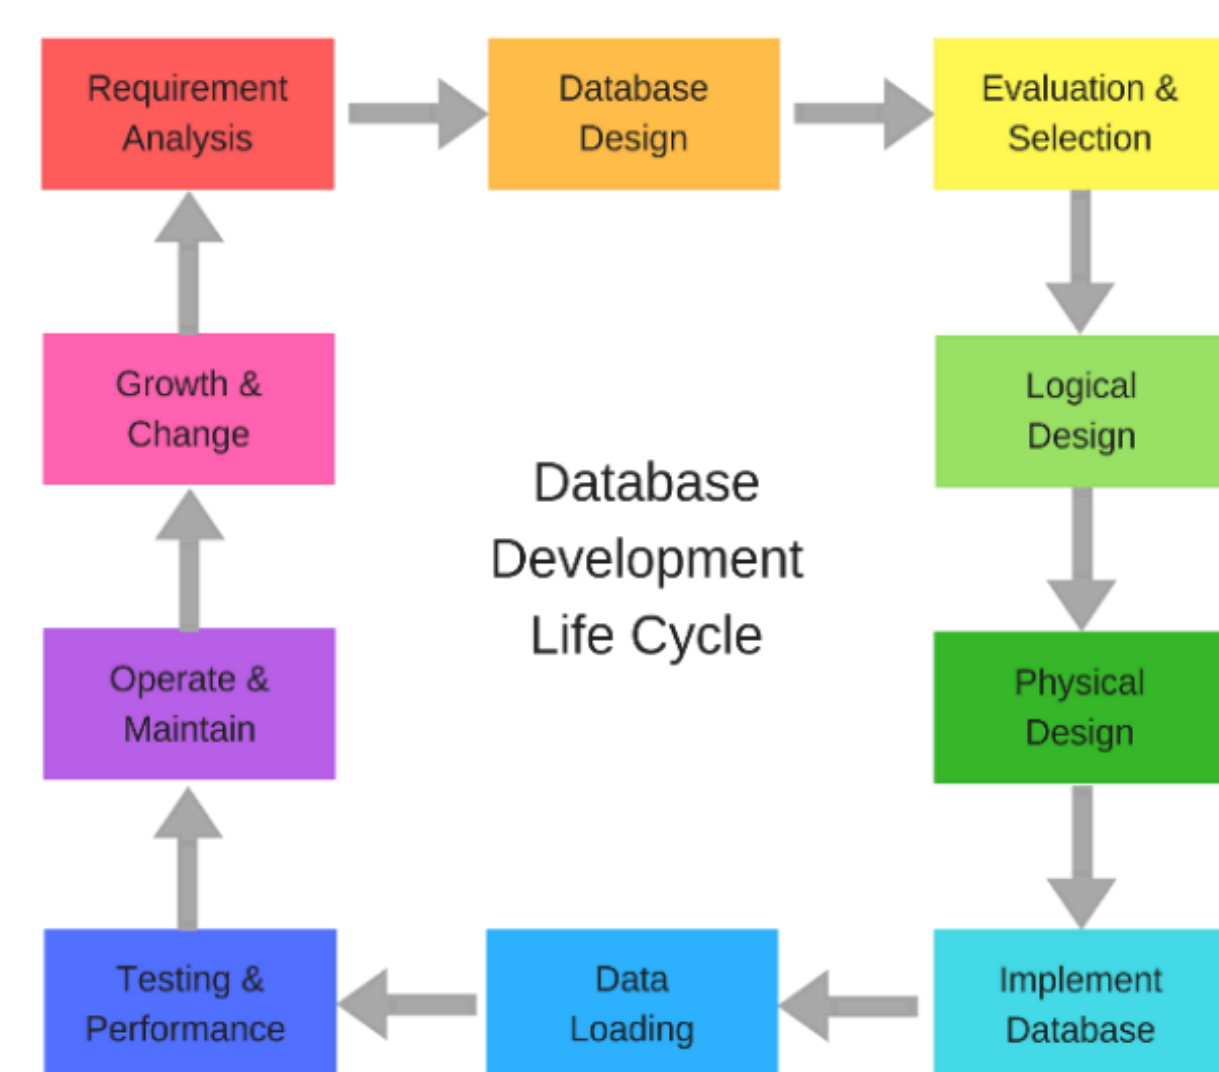 Requirement
Analysis
Database
Design
Evaluation &
Selection
Logical
Design
Physical
Design
Implement
Database
Data
Loading
Testing &
Performance
Operate &
Maintain
Growth &
Change
Database
Development
Life Cycle